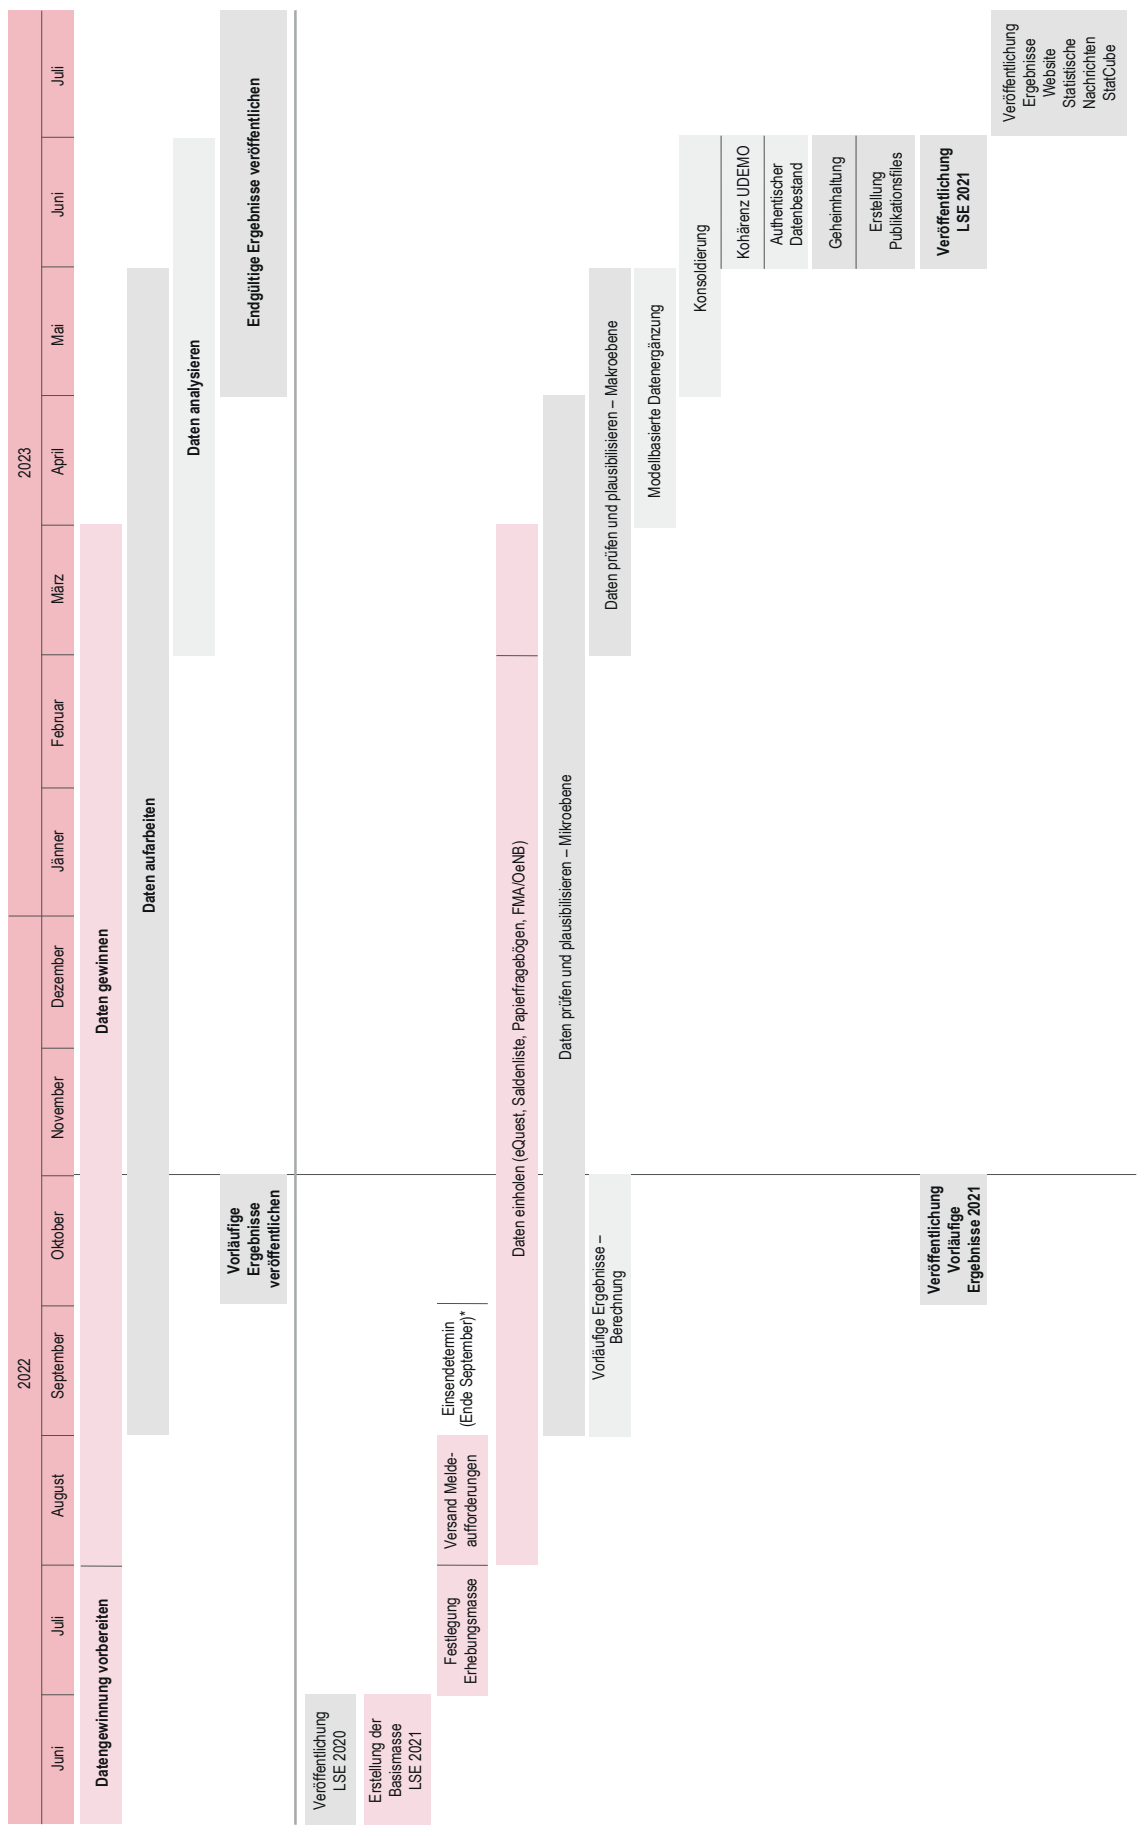 2022
2023
Juni
Juli
August
September
Oktober
November
Dezember
Jänner
Februar
März
April
Mai
Juni
Juli
Datengewinnung vorbereiten
Daten gewinnen
Daten aufarbeiten
Daten analysieren
Vorläufige
Ergebnisse
veröffentlichen
Endgültige Ergebnisse veröffentlichen
Veröffentlichung
LSE 2020
Erstellung der
Basismasse
LSE 2021
Festlegung
Erhebungsmasse
Versand Melde-
aufforderungen
Einsendetermin
(Ende September)*
Daten einholen (eQuest, Saldenliste, Papierfragebögen, FMA/OeNB)
Daten prüfen und plausibilisieren – Mikroebene
Vorläufige Ergebnisse –
Berechnung
Daten prüfen und plausibilisieren – Makroebene
Modellbasierte Datenergänzung
Konsoldierung
Kohärenz UDEMO
Authentischer
Datenbestand
Geheimhaltung
Erstellung
Publikationsfiles
Veröffentlichung
Vorläufige
Ergebnisse 2021
Veröffentlichung
LSE 2021
Veröffentlichung
Ergebnisse
Website
Statistische
Nachrichten
StatCube